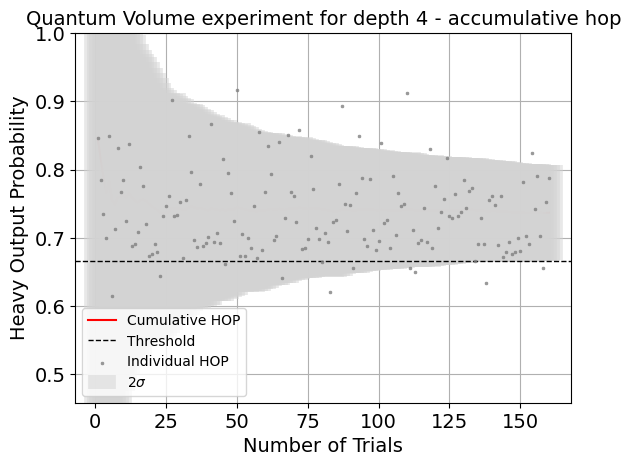 Quantum Volume experiment for depth 4 - accumulative hop
Heavy Output Probability
1.0
0.9
0.8
0.7
0.6
0.5
Cumulative HOP
Threshold
Individual HOP
2σ
0 25 50 75 100 125 150
Number of Trials